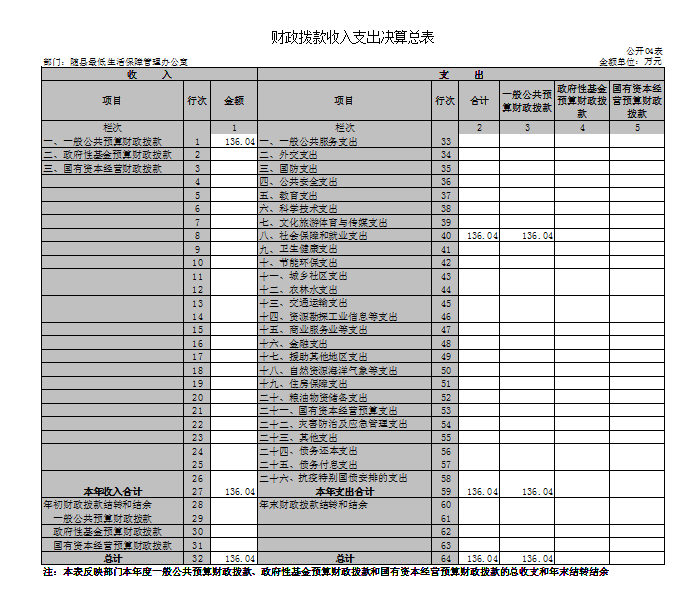 财政拨款收入支出决算总表
公开04表
部门：随县最低生活保障管理办公室 金额单位：万元
收 入 支 出
项目 行次 金额 项目 行次 合计 一般公共预算财政拨款 政府性基金预算财政拨款 国有资本经营预算财政拨款
栏次 1 栏次 2 3 4 5
一、一般公共预算财政拨款 1 136.04 一、一般公共服务支出 33
二、政府性基金预算财政拨款 2 二、外交支出 34
三、国有资本经营财政拨款 3 三、国防支出 35
4 四、公共安全支出 36
5 五、教育支出 37
6 六、科学技术支出 38
7 七、文化旅游体育与传媒支出 39
8 八、社会保障和就业支出 40 136.04 136.04
9 九、卫生健康支出 41
10 十、节能环保支出 42
11 十一、城乡社区支出 43
12 十二、农林水支出 44
13 十三、交通运输支出 45
14 十四、资源勘探工业信息等支出 46
15 十五、商业服务业等支出 47
16 十六、金融支出 48
17 十七、援助其他地区支出 49
18 十八、自然资源海洋气象等支出 50
19 十九、住房保障支出 51
20 二十、粮油物资储备支出 52
21 二十一、国有资本经营预算支出 53
22 二十二、灾害防治及应急管理支出 54
23 二十三、其他支出 55
24 二十四、债务还本支出 56
25 二十五、债务付息支出 57
26 二十六、抗疫特别国债安排的支出 58
本年收入合计 27 136.04 本年支出合计 59 136.04 136.04
年初财政拨款结转和结余 28 年末财政拨款结转和结余 60
一般公共预算财政拨款 29 61
政府性基金预算财政拨款 30 62
国有资本经营预算财政拨款 31 63
总计 32 136.04 总计 64 136.04 136.04
注：本表反映部门本年度一般公共预算财政拨款、政府性基金预算财政拨款和国有资本经营预算财政拨款的总收支和年末结转结余